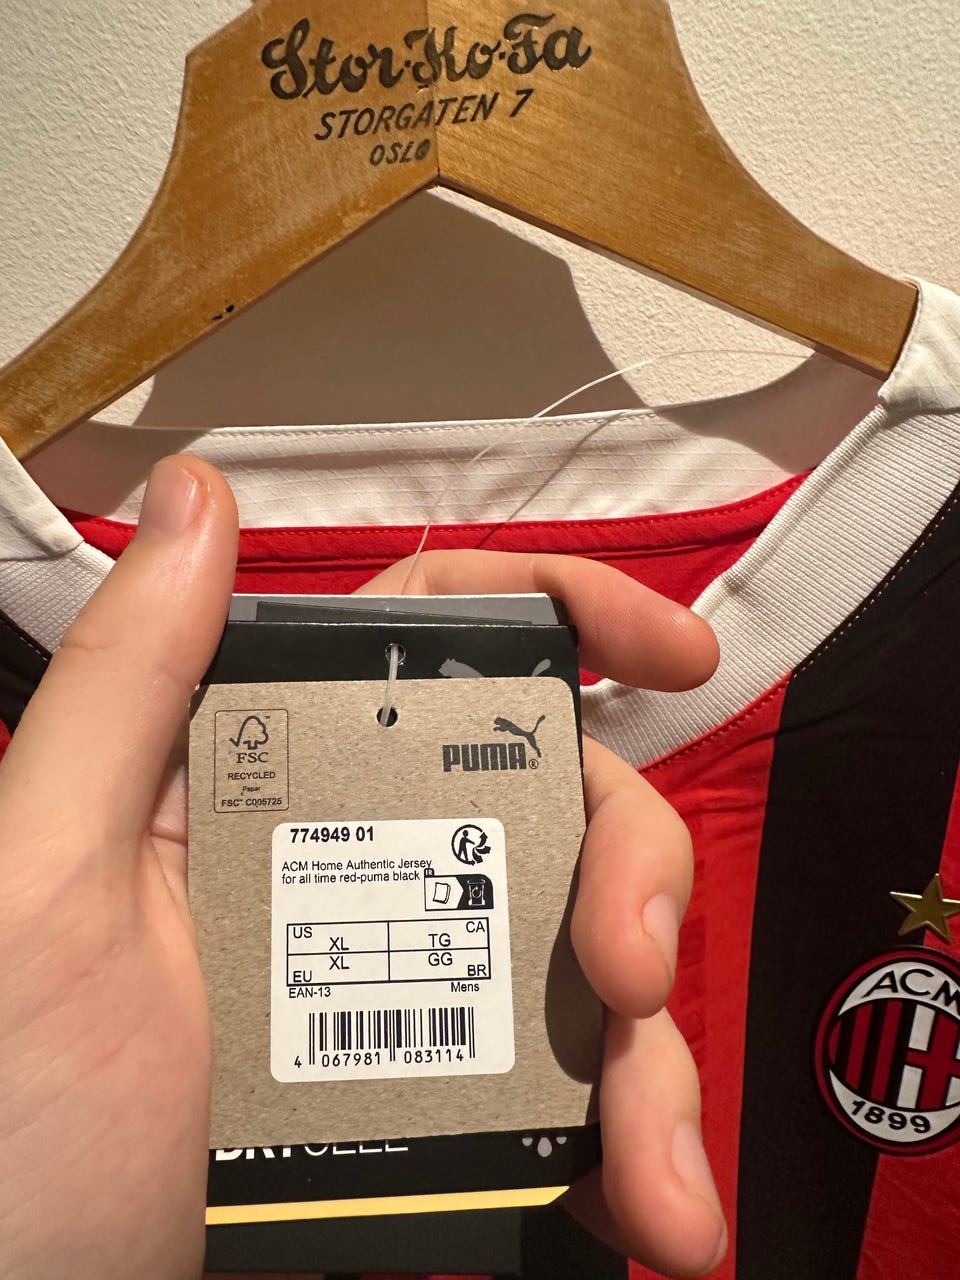 Stor-Ko-Fa
STORGATEN 7
OSLO
FSC
RECYCLED
Paper
FSC™ C005725
PUMA®
774949 01
ACM Home Authentic Jersey
for all time red-puma black
US
XL
CA
TG
EU
XL
BR
GG
EAN-13
Mens
4 067981 083114
DRYCELL
ACM
1899